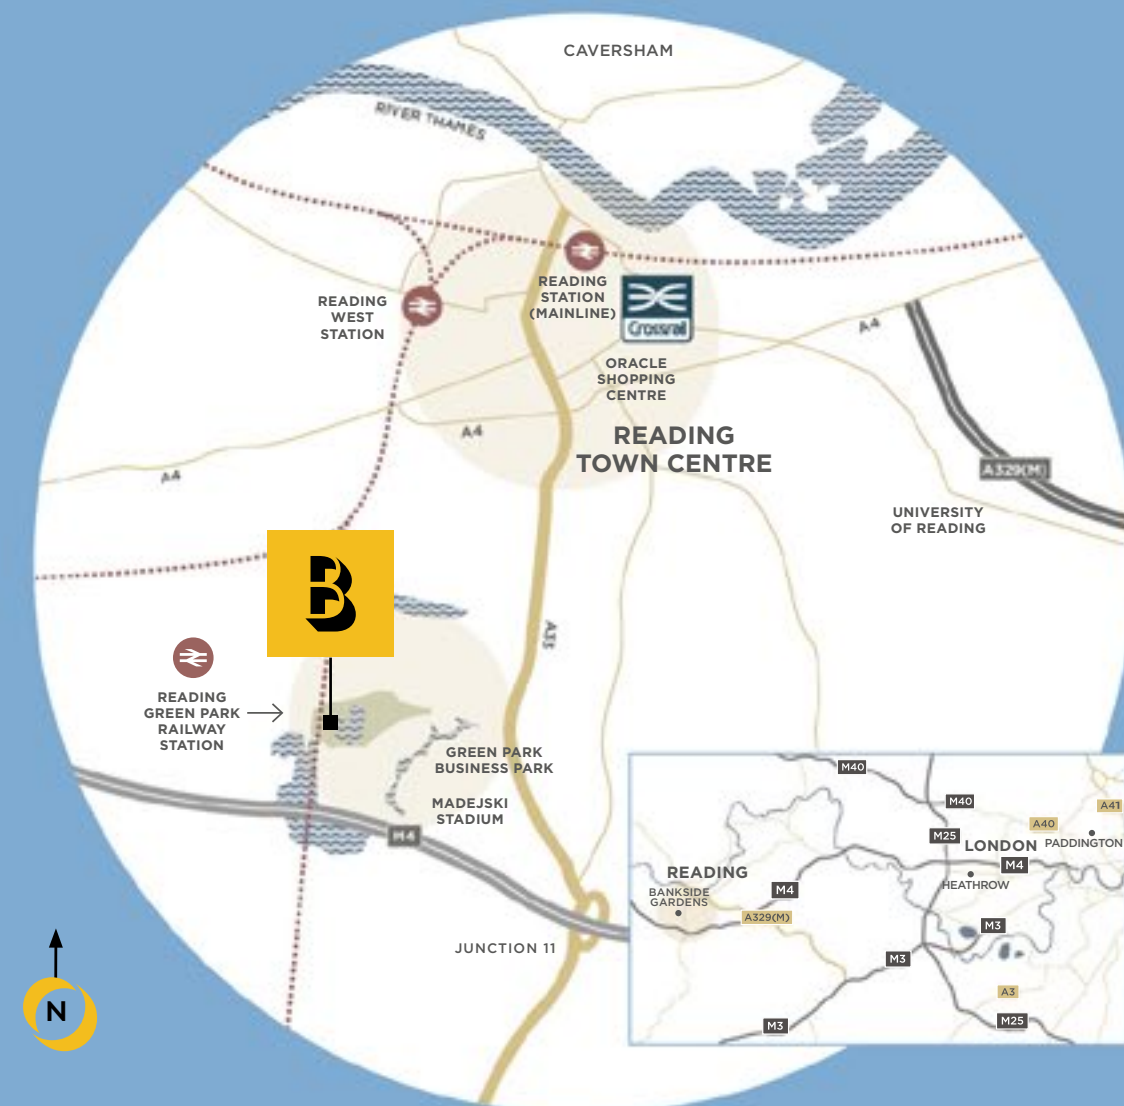 CAVERSHAM
RIVER THAMES
READING
STATION
(MAINLINE)
Crossrail
READING
WEST
STATION
A4
ORACLE
SHOPPING
CENTRE
A4
READING
TOWN CENTRE
A4
A329(M)
UNIVERSITY
OF READING
B
A33
READING
GREEN PARK
RAILWAY
STATION
GREEN PARK
BUSINESS PARK
MADEJSKI
STADIUM
M4
JUNCTION 11
N
M40
M40
A41
A40
M25
LONDON
PADDINGTON
M4
READING
HEATHROW
BANKSIDE
GARDENS
M4
A329(M)
M3
M3
A3
M25
M3